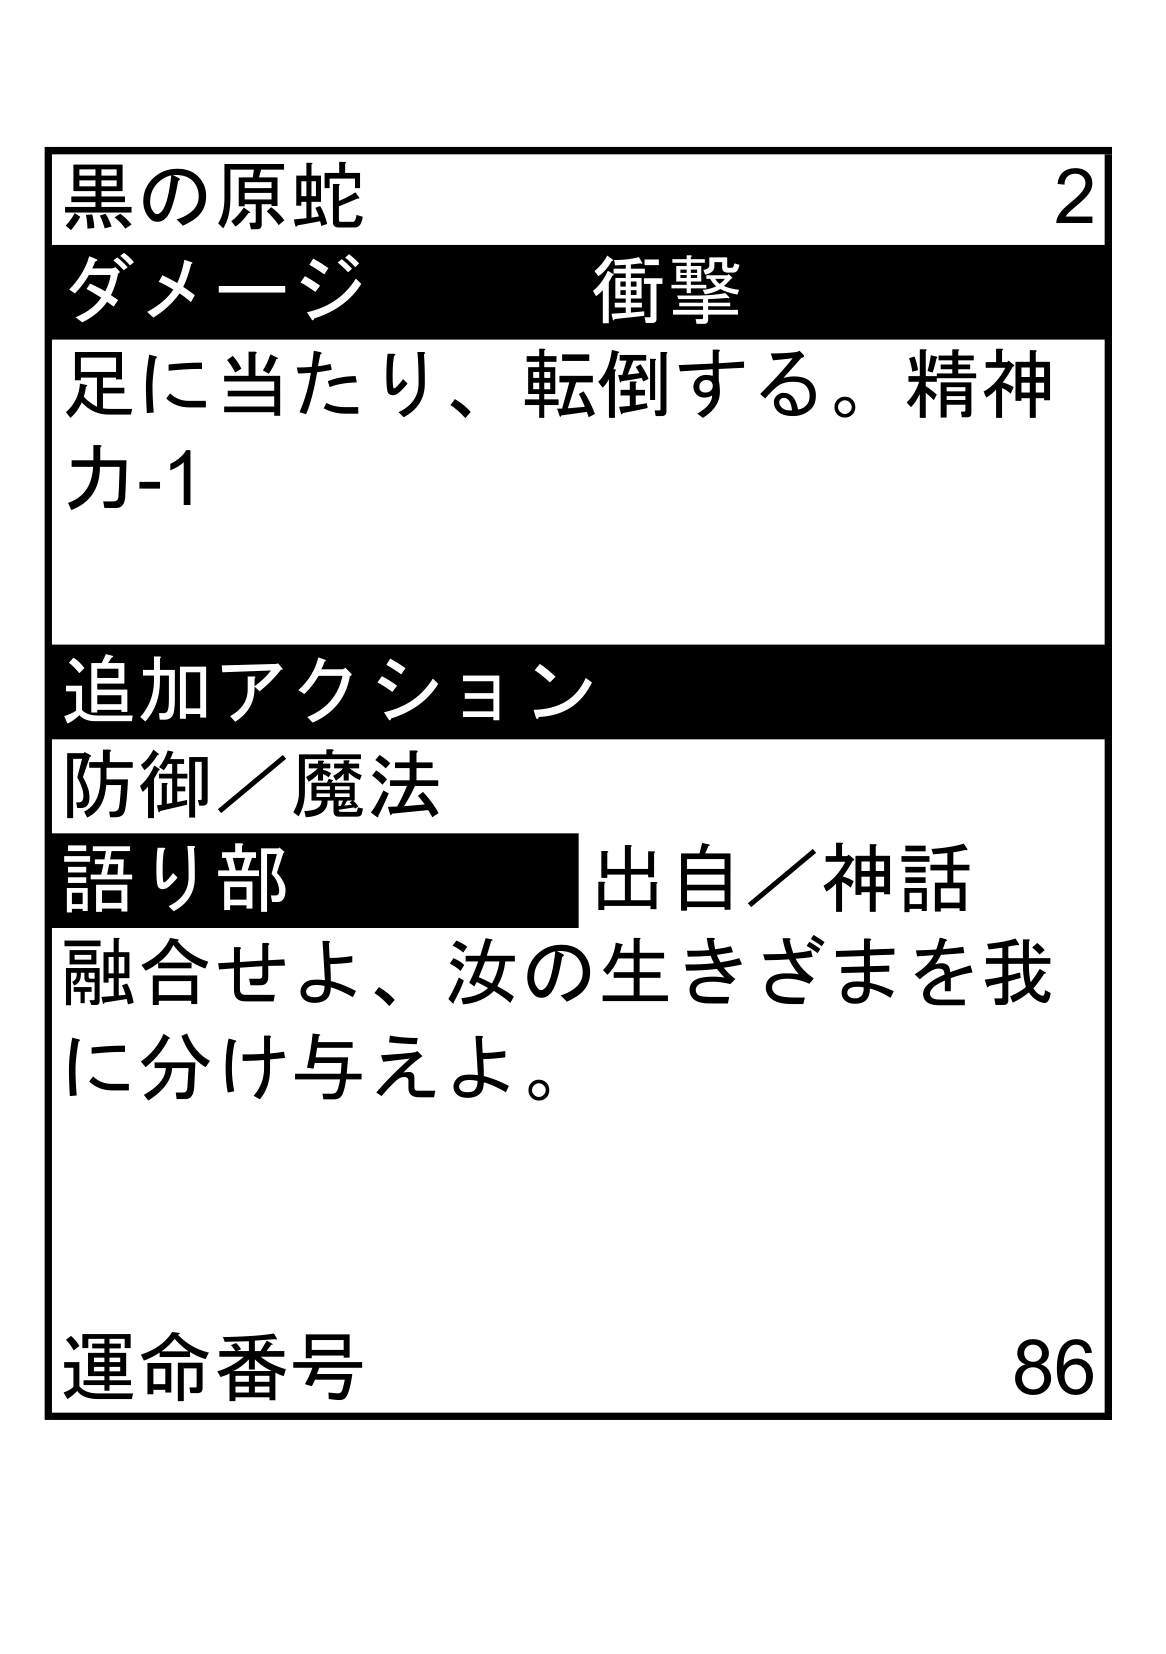 黒の原蛇 2
ダメージ 衝撃
足に当たり、転倒する。精神
力-1
追加アクション
防御／魔法
語り部 出自／神話
融合せよ、汝の生きざまを我
に分け与えよ。
運命番号 86